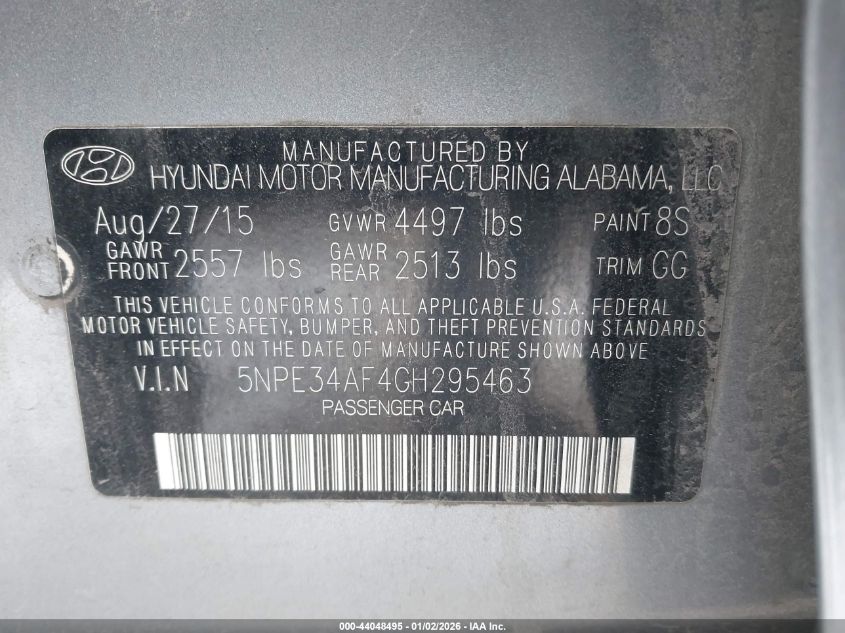 MANUFACTURED BY
HYUNDAI MOTOR MANUFACTURING ALABAMA, LLC
Aug/27/15 GVWR 4497 lbs PAINT 8S
GAWR FRONT 2557 lbs GAWR REAR 2513 lbs TRIM GG
THIS VEHICLE CONFORMS TO ALL APPLICABLE U.S.A. FEDERAL
MOTOR VEHICLE SAFETY, BUMPER, AND THEFT PREVENTION STANDARDS
IN EFFECT ON THE DATE OF MANUFACTURE SHOWN ABOVE
V.I.N 5NPE34AF4GH295463
PASSENGER CAR
000-44048495 - 01/02/2026 - IAA Inc.